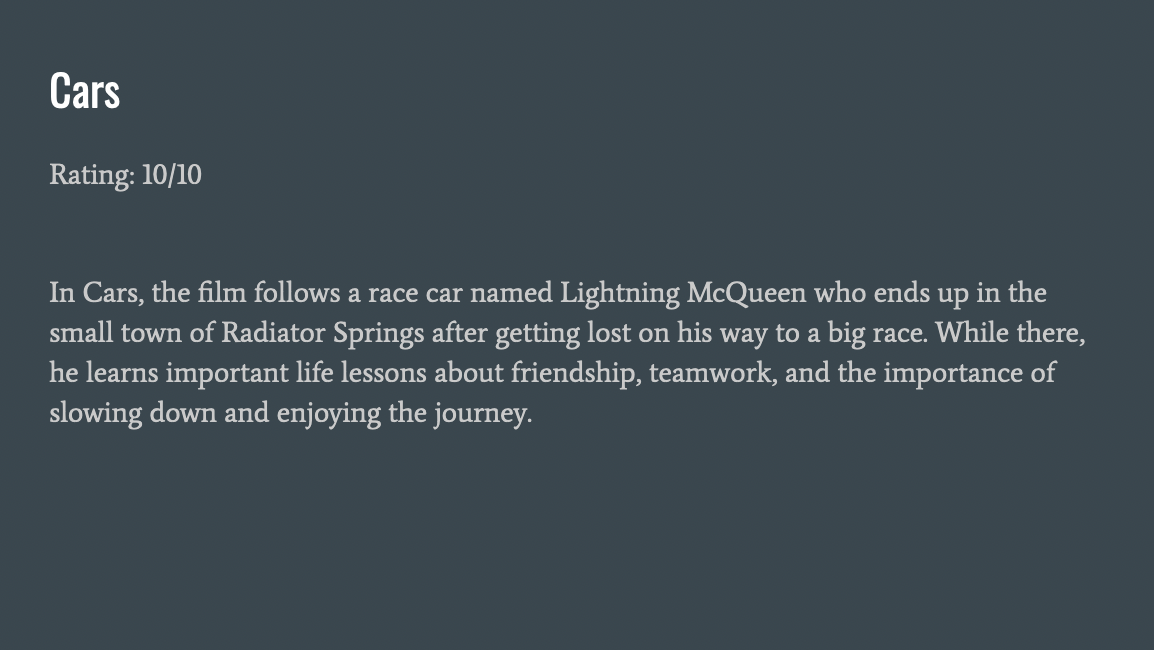 Cars
Rating: 10/10
In Cars, the film follows a race car named Lightning McQueen who ends up in the
small town of Radiator Springs after getting lost on his way to a big race. While there,
he learns important life lessons about friendship, teamwork, and the importance of
slowing down and enjoying the journey.